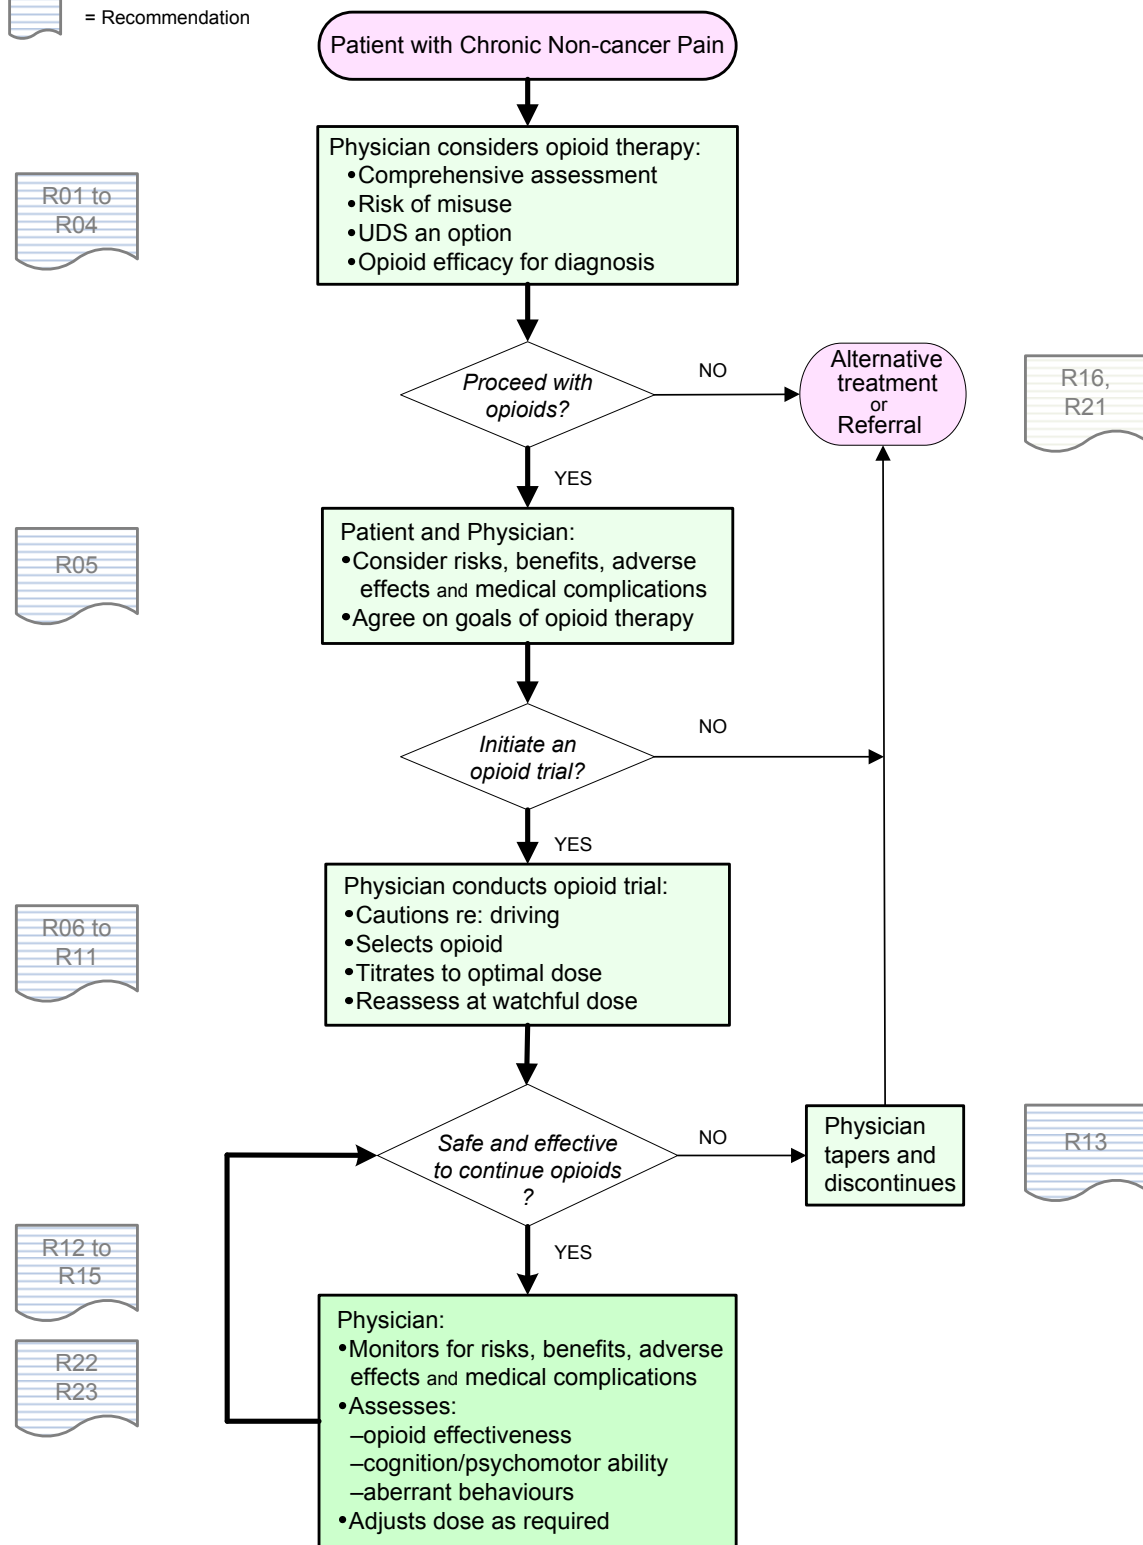 = Recommendation
Patient with Chronic Non-cancer Pain
Physician considers opioid therapy:
•Comprehensive assessment
•Risk of misuse
•UDS an option
•Opioid efficacy for diagnosis
R01 to
R04
Proceed with
opioids?
NO
Alternative
treatment
or
Referral
R16,
R21
YES
R05
Patient and Physician:
•Consider risks, benefits, adverse
effects and medical complications
•Agree on goals of opioid therapy
Initiate an
opioid trial?
NO
YES
R06 to
R11
Physician conducts opioid trial:
•Cautions re: driving
•Selects opioid
•Titrates to optimal dose
•Reassess at watchful dose
Safe and effective
to continue opioids
?
NO
Physician
tapers and
discontinues
R13
YES
R12 to
R15
R22
R23
Physician:
•Monitors for risks, benefits, adverse
effects and medical complications
•Assesses:
–opioid effectiveness
–cognition/psychomotor ability
–aberrant behaviours
•Adjusts dose as required